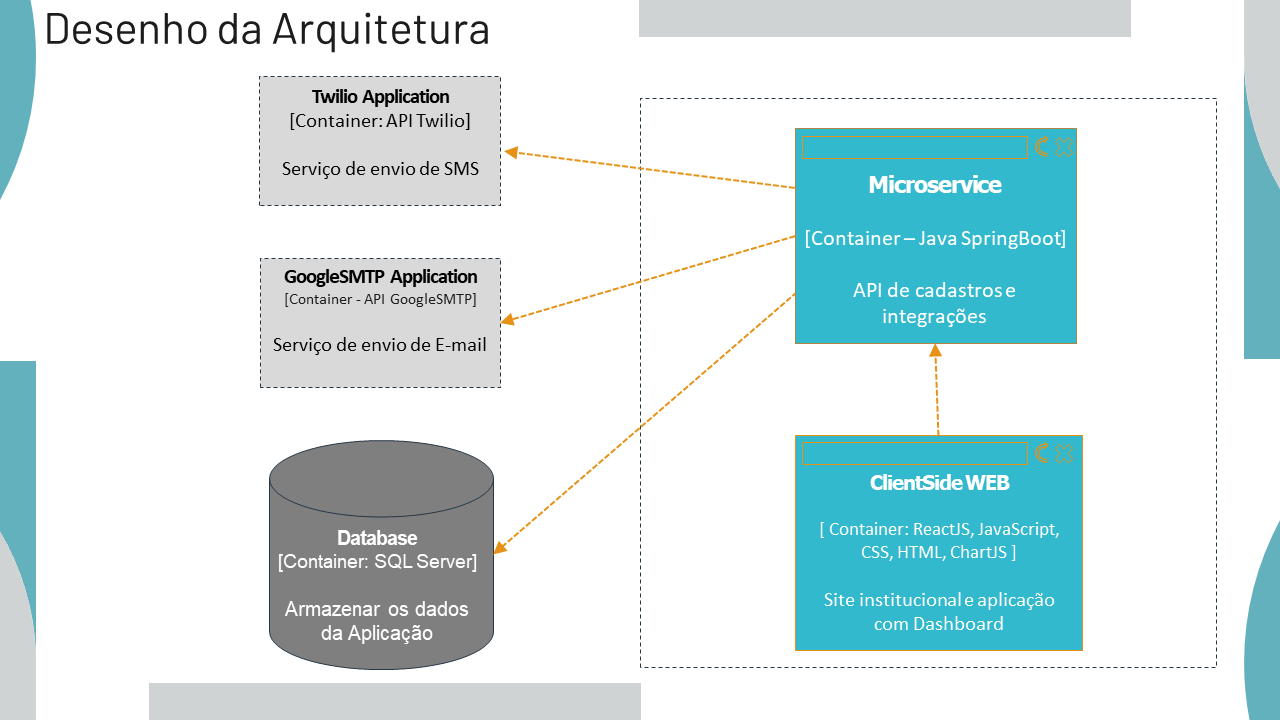 Desenho da Arquitetura
Twilio Application
[Container: API Twilio]
Serviço de envio de SMS
GoogleSMTP Application
[Container - API GoogleSMTP]
Serviço de envio de E-mail
Database
[Container: SQL Server]
Armazenar os dados
da Aplicação
Microservice
[Container – Java SpringBoot]
API de cadastros e
integrações
ClientSide WEB
[ Container: ReactJS, JavaScript,
CSS, HTML, ChartJS ]
Site institucional e aplicação
com Dashboard